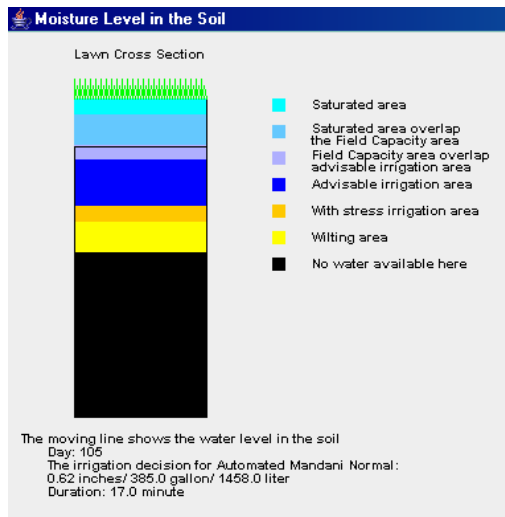 Moisture Level in the Soil
Lawn Cross Section
Saturated area
Saturated area overlap
the Field Capacity area
Field Capacity area overlap
advisable irrigation area
Advisable irrigation area
With stress irrigation area
Wilting area
No water available here
The moving line shows the water level in the soil
Day: 105
The irrigation decision for Automated Mandani Normal:
0.62 inches/ 385.0 gallon/ 1458.0 liter
Duration: 17.0 minute